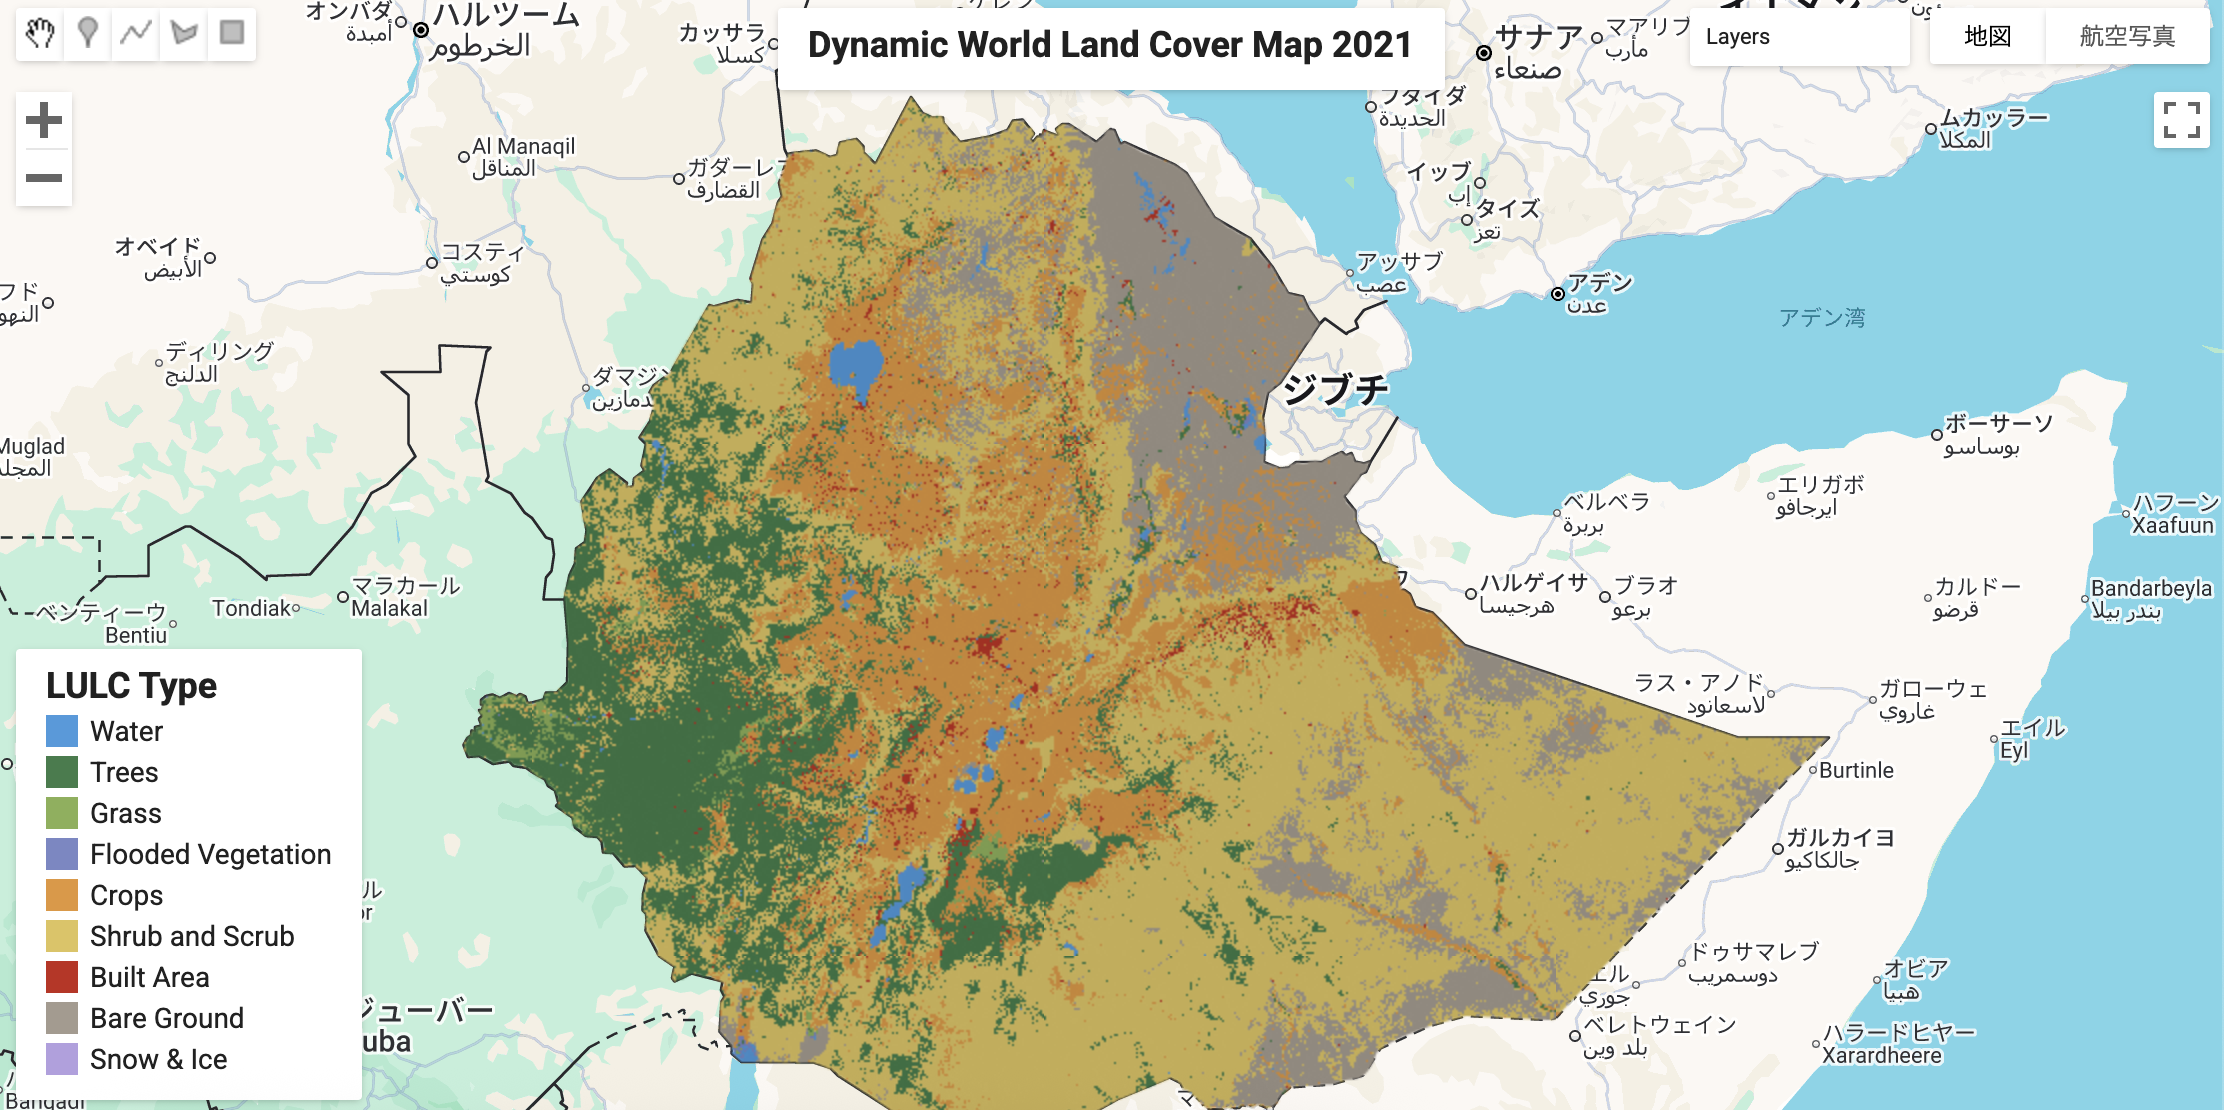 Dynamic World Land Cover Map 2021
Layers
地図
航空写真
オンバダ
أمبدة
ハルツーム
الخرطوم
カッサラ
كسلا
サナア
صنعاء
マアリブ
مأرب
フダイダ
الحديدة
ムカッラー
المكلا
Al Manaqil
المناقل
ガダーレ
القضارف
イッブ
إب
タイズ
تعز
オベイド
الأبيض
コスティ
كوستي
アッサブ
عصب
アデン
عدن
アデン湾
フド
النهو
ディリング
الدلنج
ダマジン
الدمازين
ジブチ
Muglad
المجلد
ボーサーソ
بوساسو
エリガボ
ايرجافو
ベルベラ
بربرة
ハフーン
Xaafuun
マラカール
Malakal
Tondiak
ベンティーウ
Bentiu
ハルゲイサ
هرجيسا
ブラオ
برعو
カルドー
قرضو
Bandarbeyla
بندر بيلا
ラス・アノド
لاسعانود
ガローウェ
غاروي
エイル
Eyl
Burtinle
ガルカイヨ
جالكاكيو
ドゥサマレブ
دوسمريب
エル
جوري
オビア
هبيا
ベレトウェイン
بلد وين
ハラードヒヤー
Xarardheere
ジューバー
uba
ル
or
マ
LULC Type
Water
Trees
Grass
Flooded Vegetation
Crops
Shrub and Scrub
Built Area
Bare Ground
Snow & Ice
Bangadi